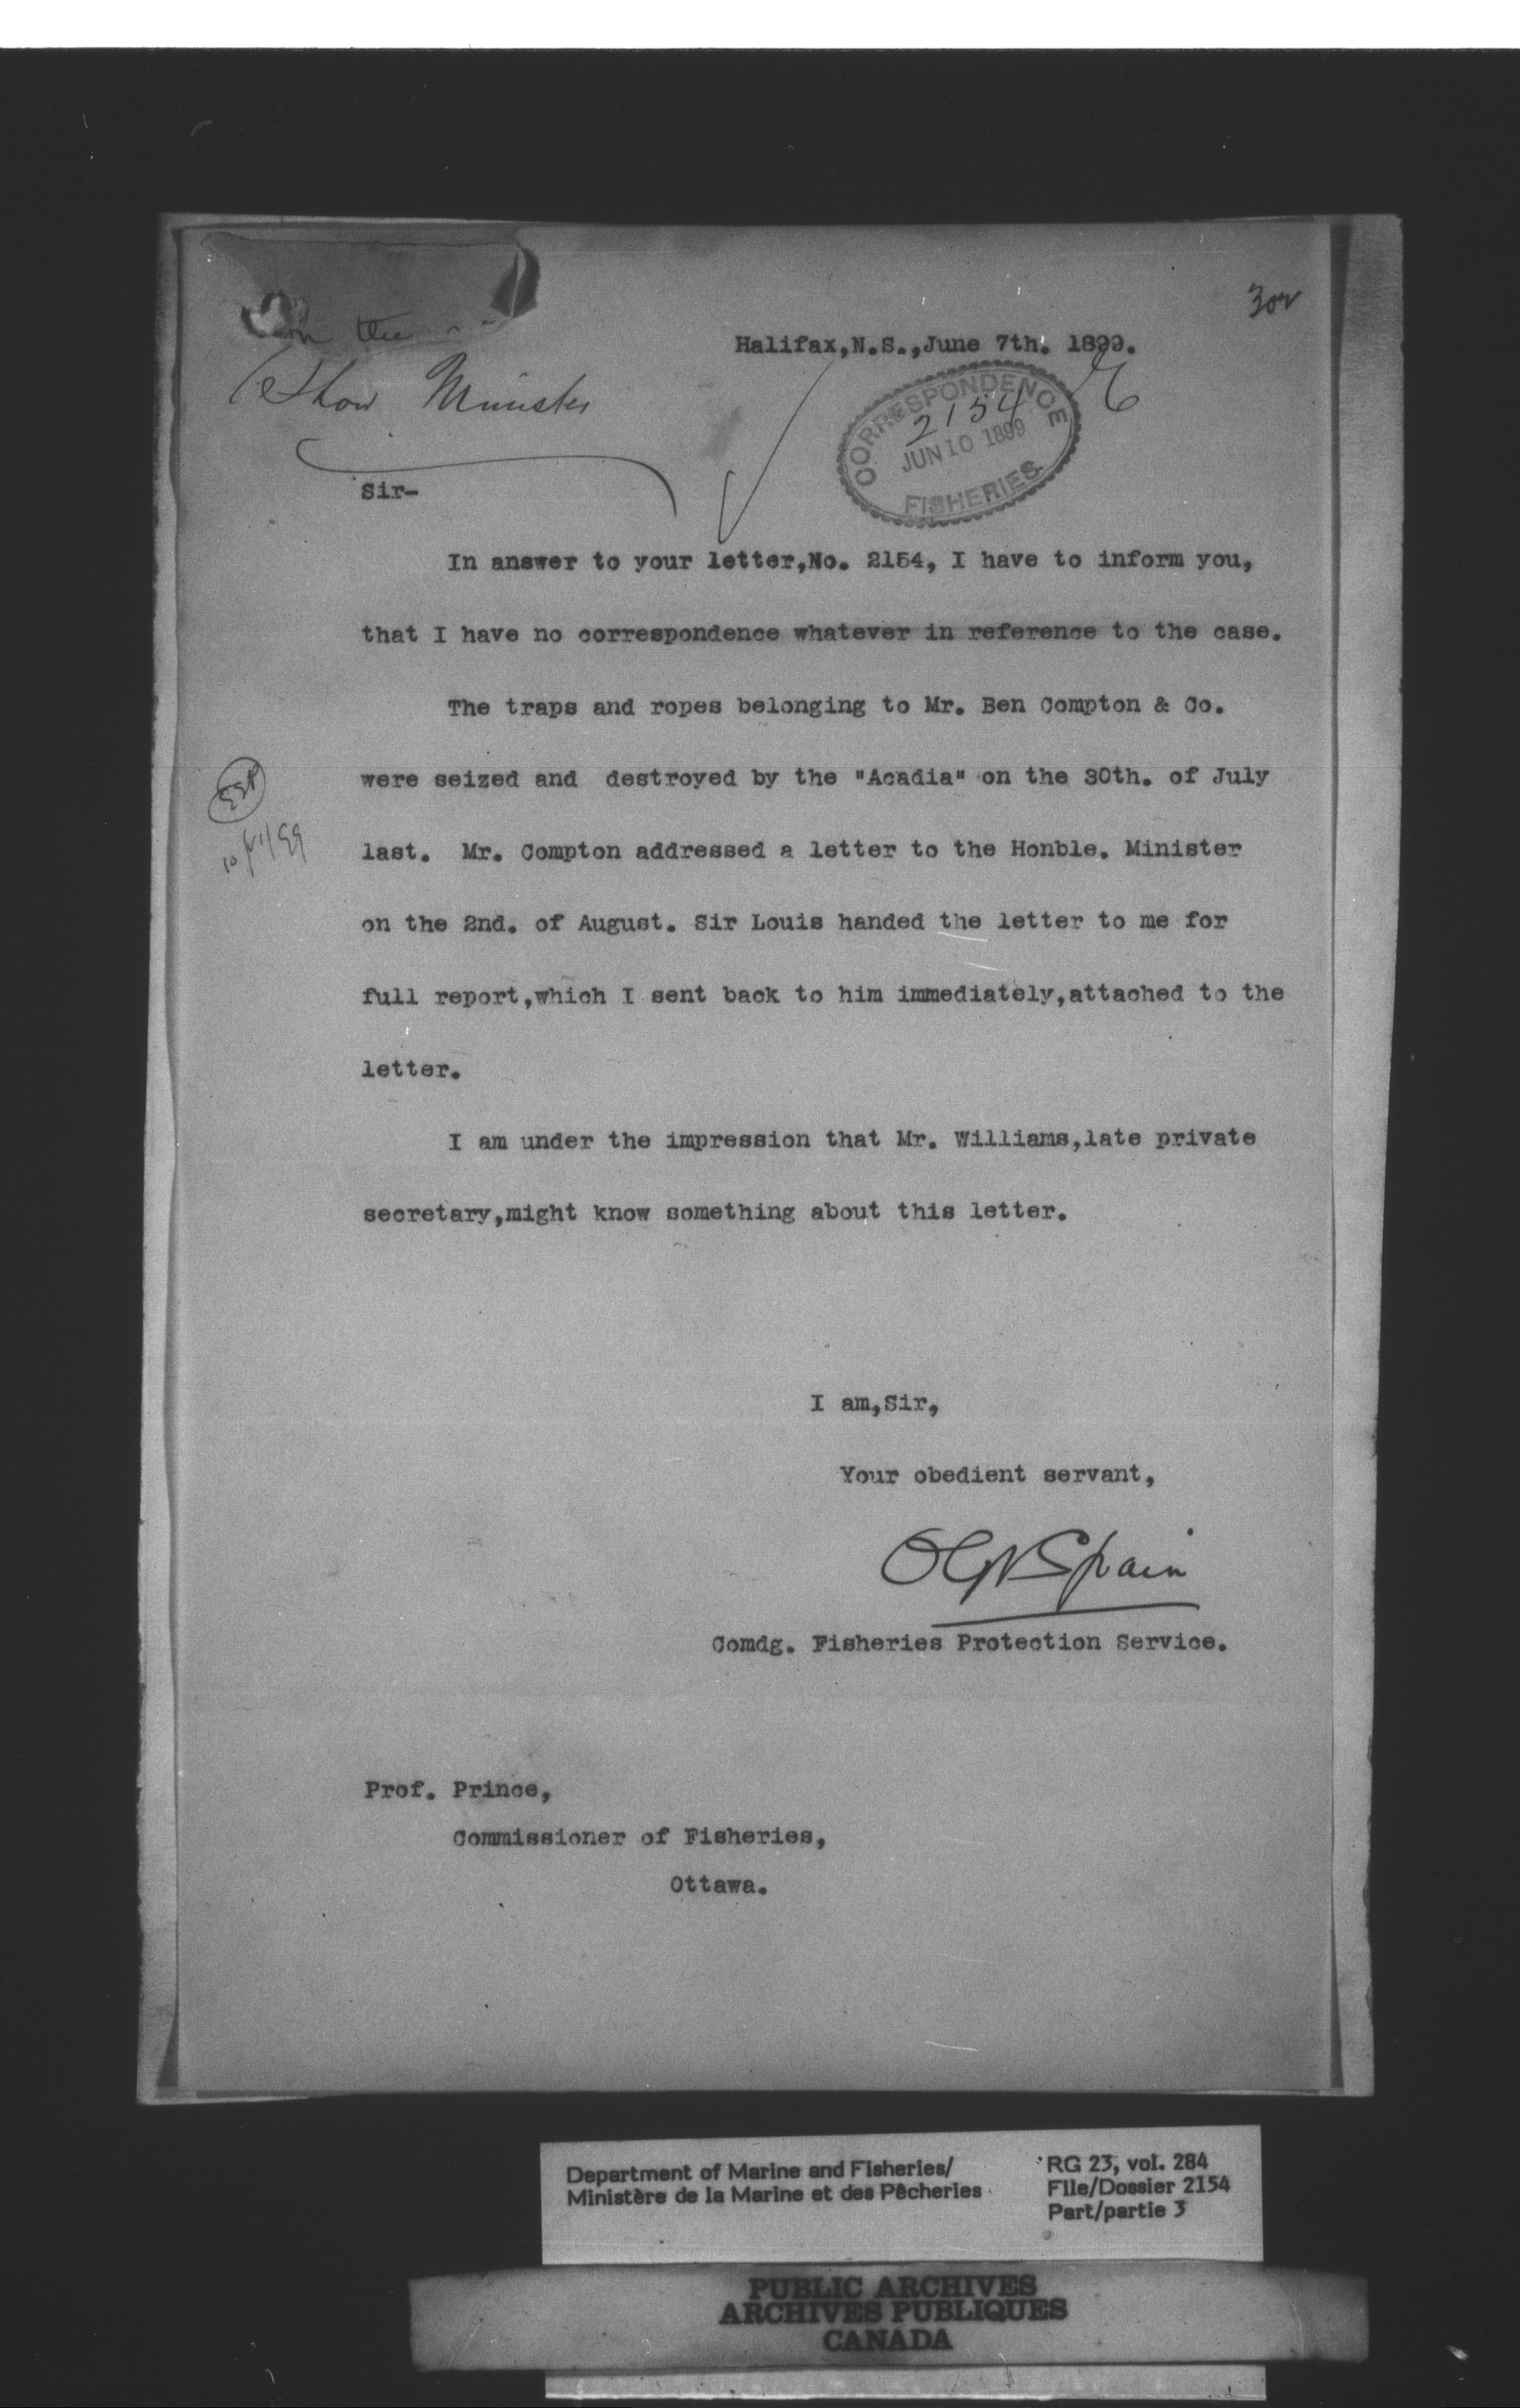 302
Halifax,N.S.,June 7th. 1899.
Show Minister
CORRESPONDENCE
2154
JUN 10 1899
FISHERIES.
Sir-
In answer to your letter,No. 2154, I have to inform you,
that I have no correspondence whatever in reference to the case.
The traps and ropes belonging to Mr. Ben Compton & Co.
were seized and destroyed by the "Acadia" on the 30th. of July
last. Mr. Compton addressed a letter to the Honble. Minister
on the 2nd. of August. Sir Louis handed the letter to me for
full report,which I sent back to him immediately,attached to the
letter.
I am under the impression that Mr. Williams,late private
secretary,might know something about this letter.
I am,Sir,
Your obedient servant,
OGVSpain
Comdg. Fisheries Protection Service.
Prof. Prince,
Commissioner of Fisheries,
Ottawa.
Department of Marine and Fisheries/
Ministère de la Marine et des Pêcheries
RG 23, vol. 284
File/Dossier 2154
Part/partie 3
PUBLIC ARCHIVES
ARCHIVES PUBLIQUES
CANADA